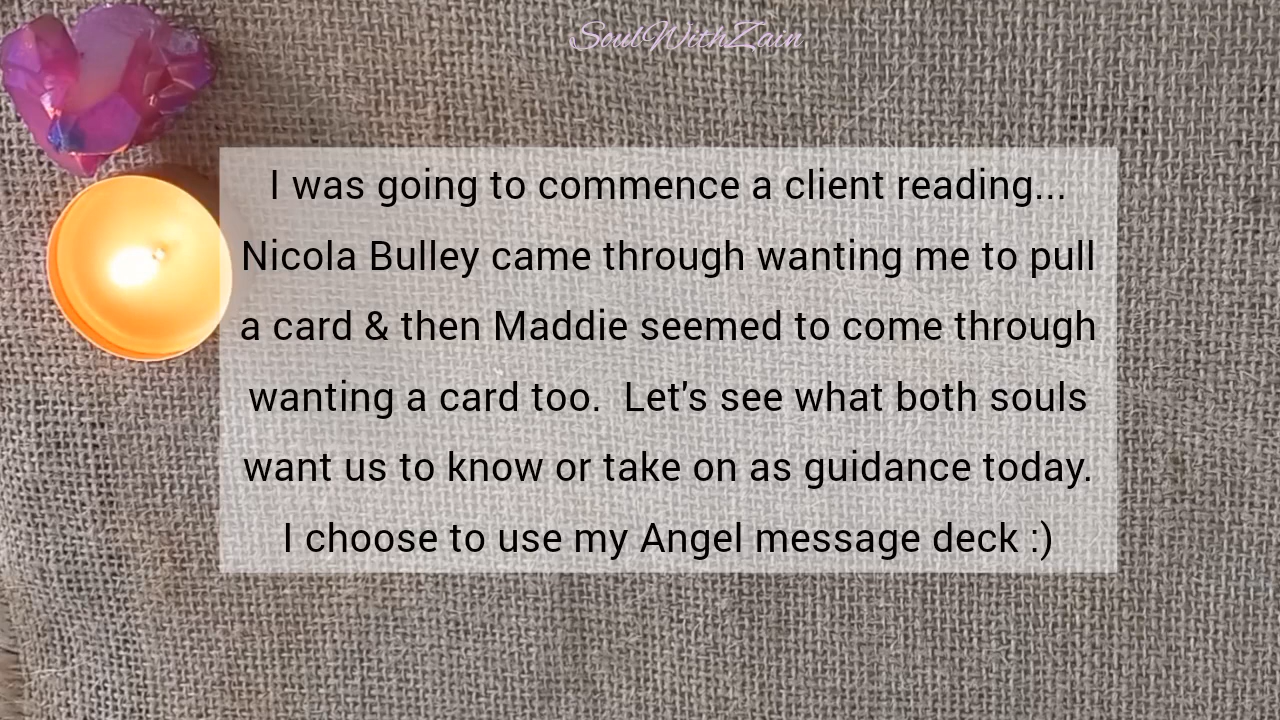 SoulWithZain
I was going to commence a client reading...
Nicola Bulley came through wanting me to pull
a card & then Maddie seemed to come through
wanting a card too.  Let's see what both souls
want us to know or take on as guidance today.
I choose to use my Angel message deck :)